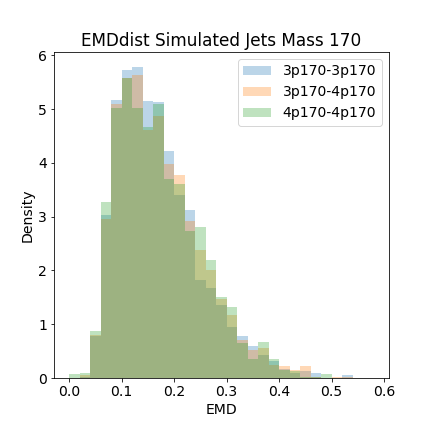 EMDdist Simulated Jets Mass 170
3p170-3p170
3p170-4p170
4p170-4p170
Density
6
5
4
3
2
1
0
0.0 0.1 0.2 0.3 0.4 0.5 0.6
EMD